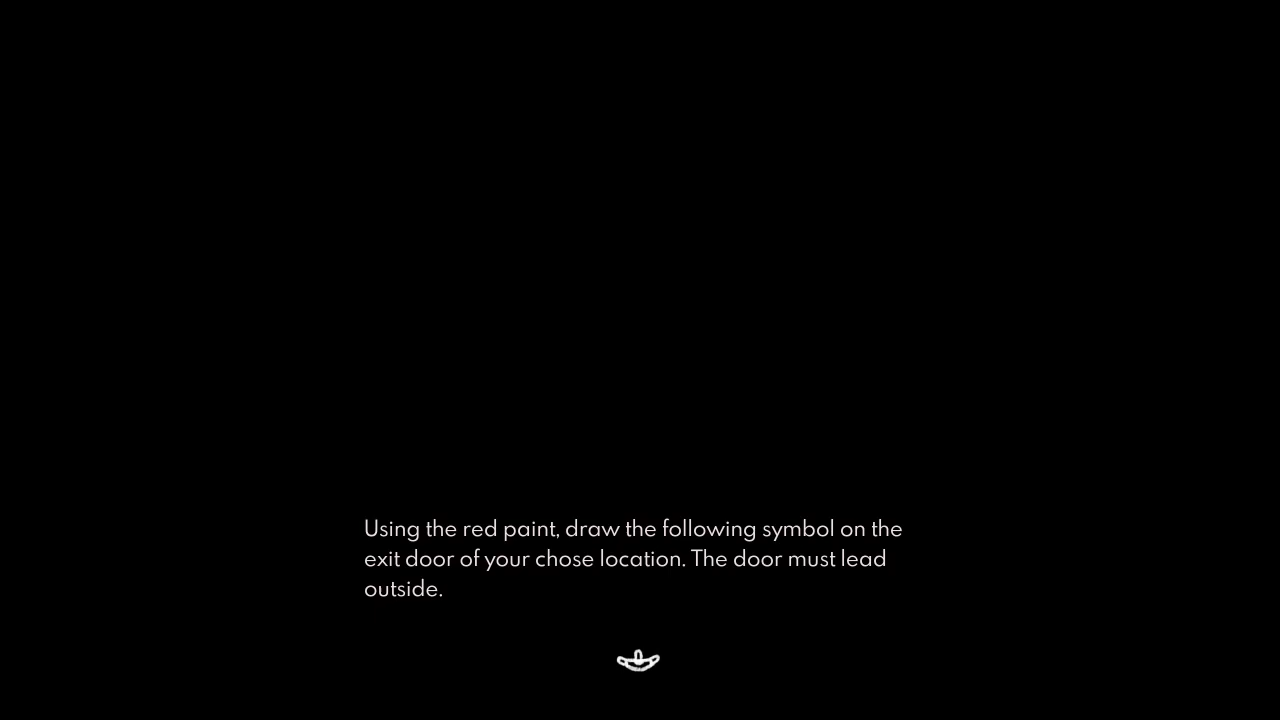 Using the red paint, draw the following symbol on the
exit door of your chose location. The door must lead
outside.